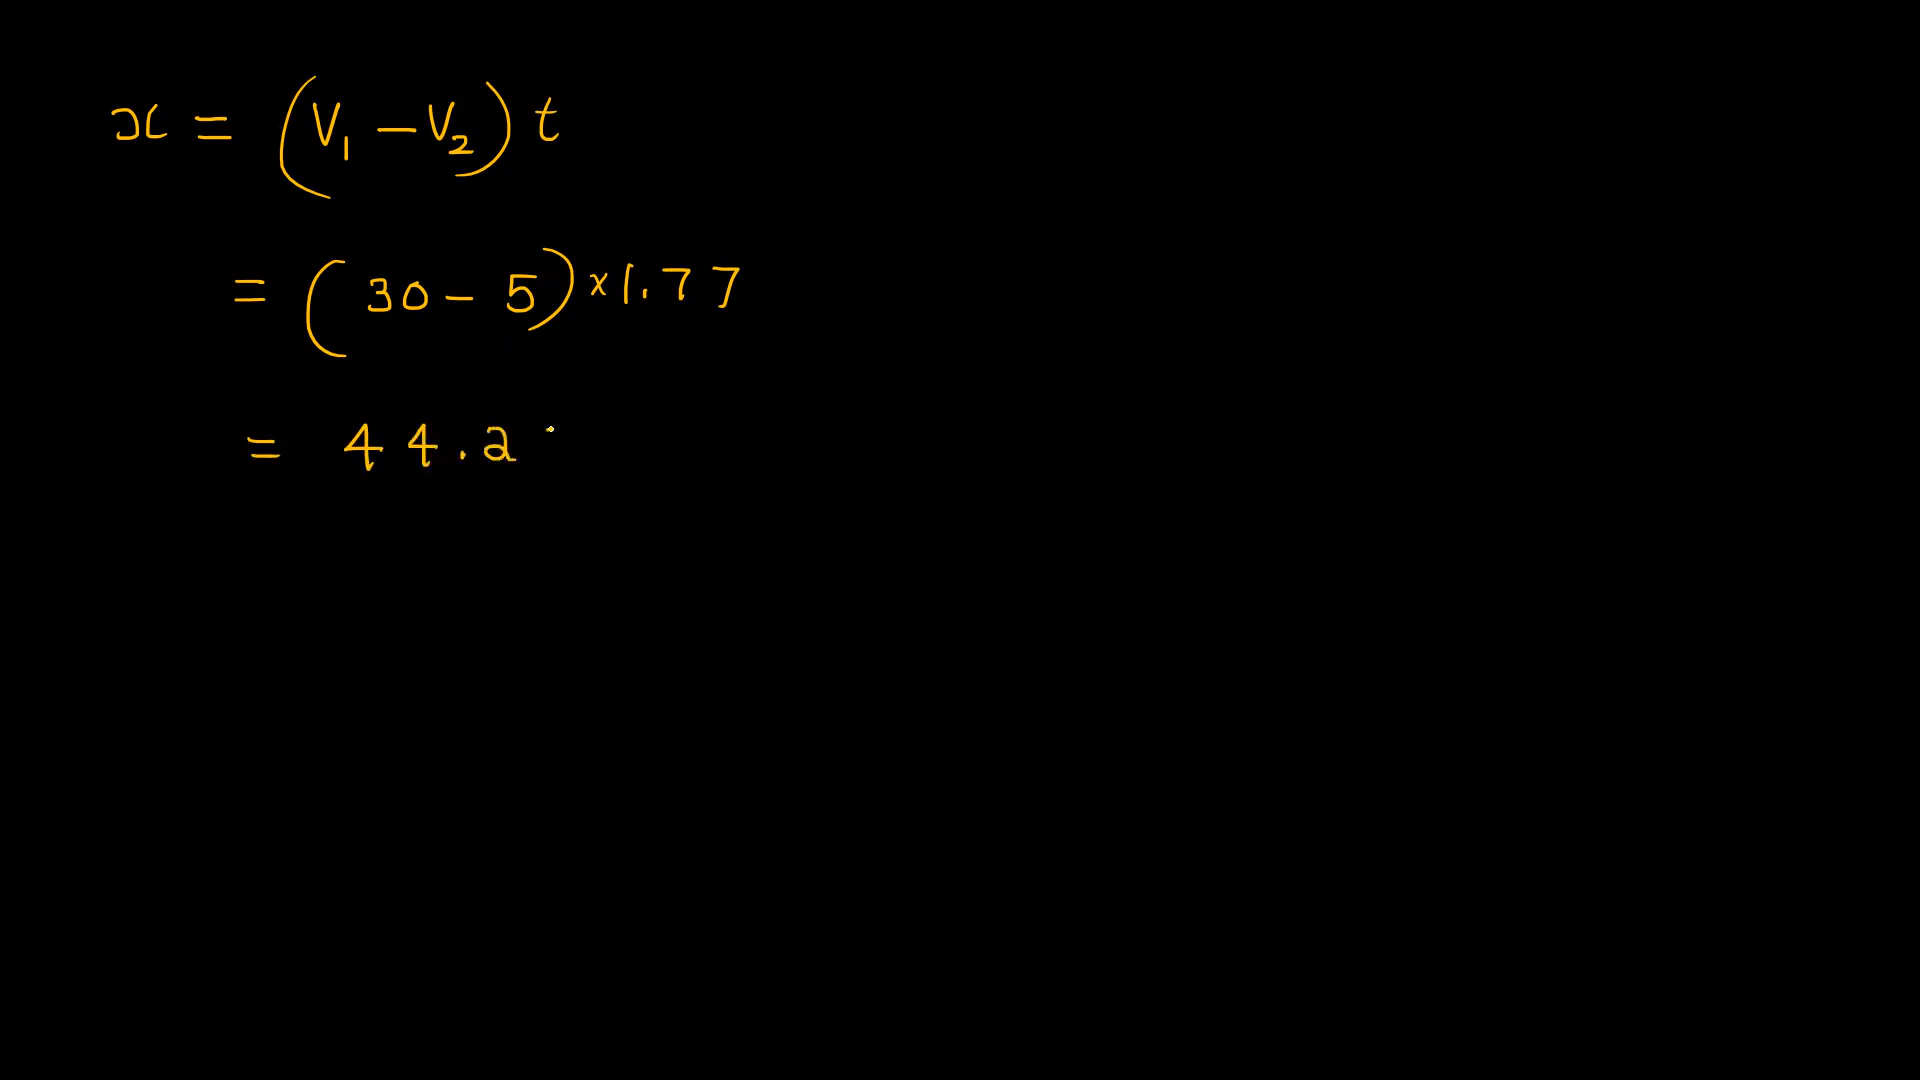 x = (V₁ - V₂) t
= (30 - 5) × 1.77
= 44.2